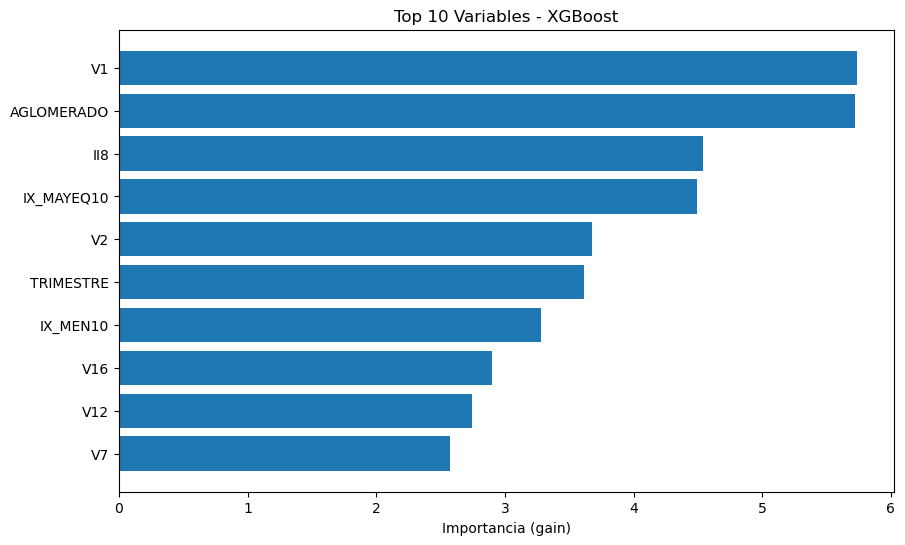 Top 10 Variables - XGBoost
V1
AGLOMERADO
II8
IX_MAYEQ10
V2
TRIMESTRE
IX_MEN10
V16
V12
V7
0 1 2 3 4 5 6
Importancia (gain)